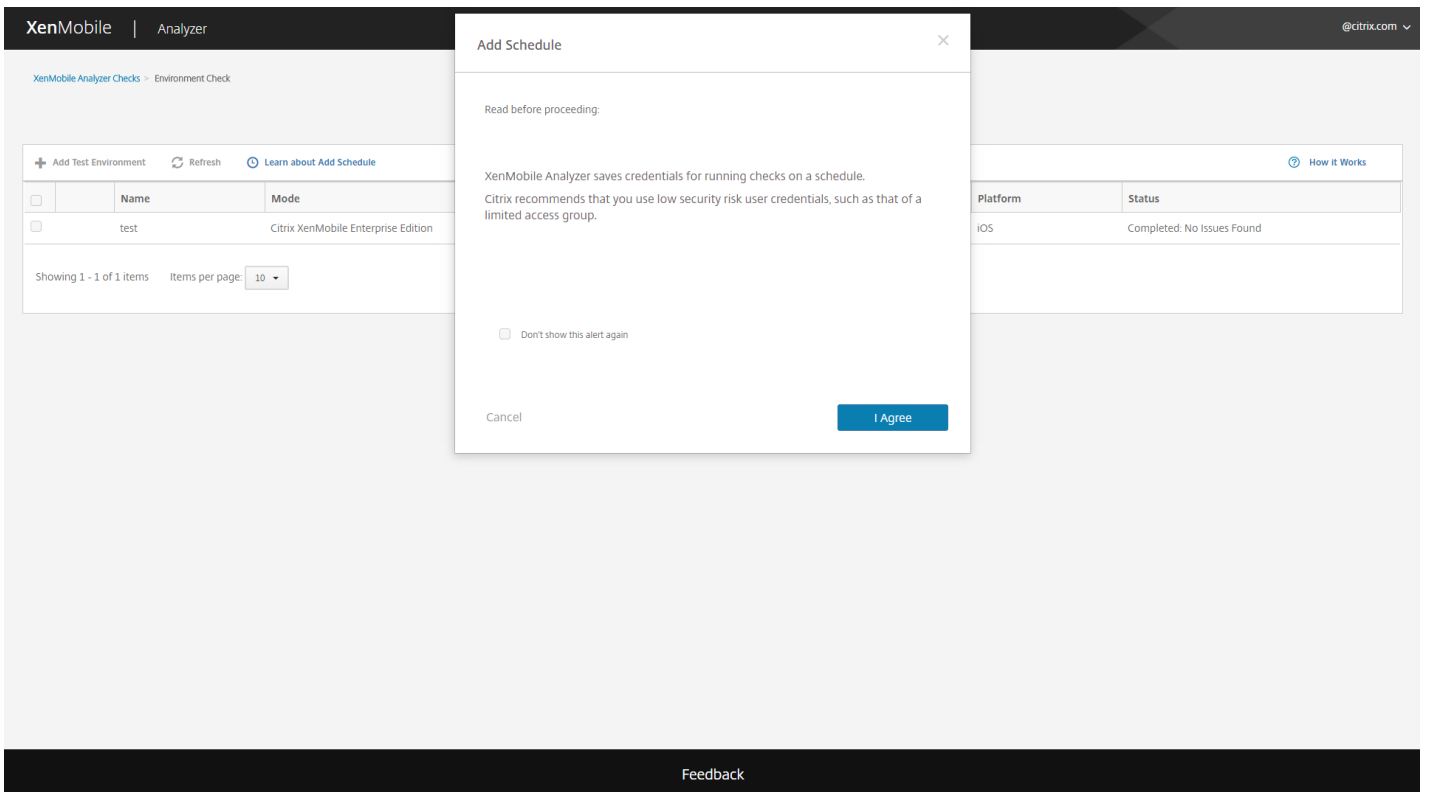 XenMobile | Analyzer
@citrix.com
XenMobile Analyzer Checks > Environment Check
Add Test Environment Refresh Learn about Add Schedule
How it Works
Name Mode Platform Status
test Citrix XenMobile Enterprise Edition iOS Completed: No Issues Found
Showing 1 - 1 of 1 items Items per page: 10
Add Schedule
Read before proceeding:
XenMobile Analyzer saves credentials for running checks on a schedule.
Citrix recommends that you use low security risk user credentials, such as that of a
limited access group.
Don't show this alert again
Cancel I Agree
Feedback